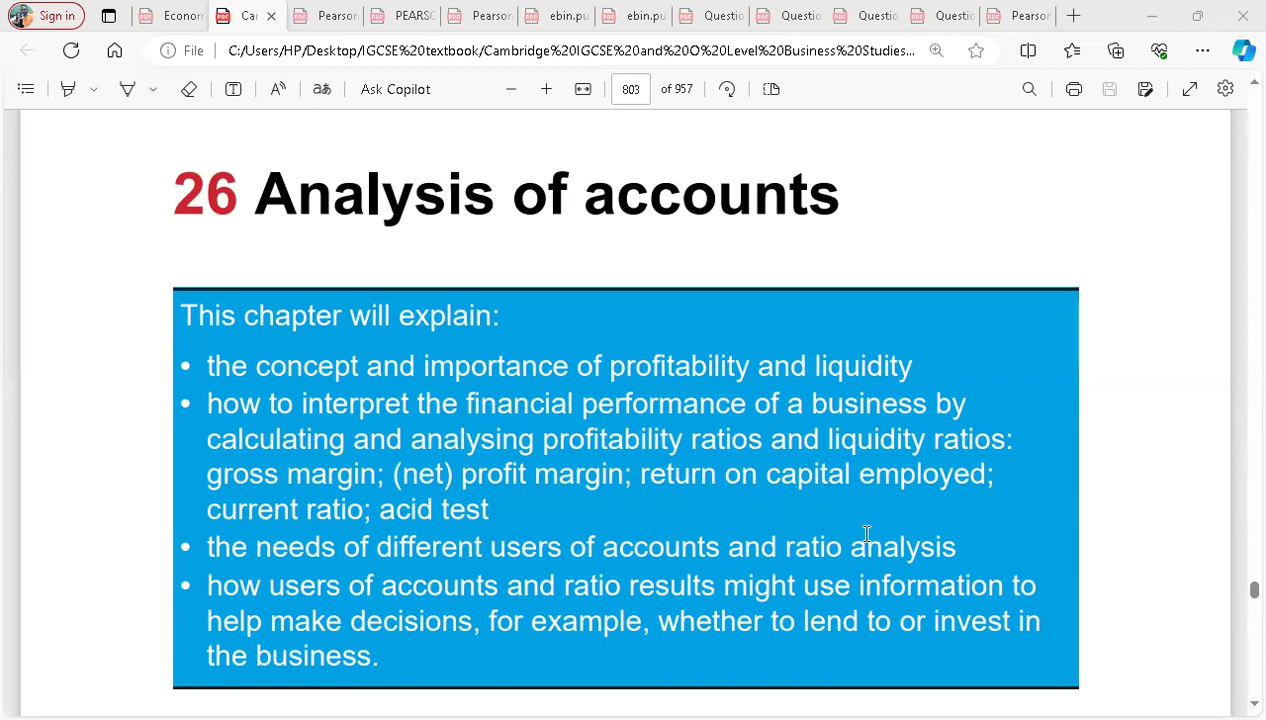 Sign in
Econom
Ca
Pearson
PEARSO
Pearson
ebin.pu
ebin.pu
Questio
Questio
Questio
Questio
Pearson
File
C:/Users/HP/Desktop/IGCSE%20textbook/Cambridge%20IGCSE%20and%20O%20Level%20Business%20Studies...
Ask Copilot
803 of 957
26 Analysis of accounts
This chapter will explain:
• the concept and importance of profitability and liquidity
• how to interpret the financial performance of a business by
calculating and analysing profitability ratios and liquidity ratios:
gross margin; (net) profit margin; return on capital employed;
current ratio; acid test
• the needs of different users of accounts and ratio analysis
• how users of accounts and ratio results might use information to
help make decisions, for example, whether to lend to or invest in
the business.